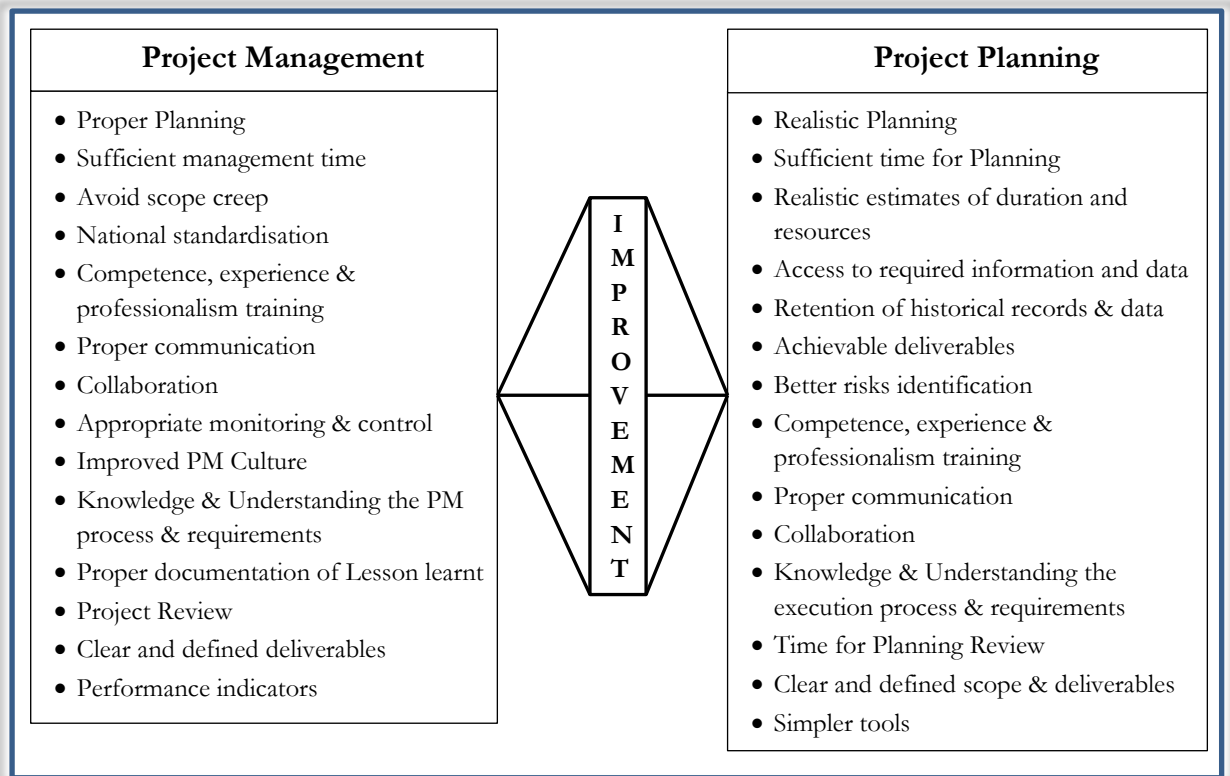 Project Management
• Proper Planning
• Sufficient management time
• Avoid scope creep
• National standardisation
• Competence, experience &
professionalism training
• Proper communication
• Collaboration
• Appropriate monitoring & control
• Improved PM Culture
• Knowledge & Understanding the PM
process & requirements
• Proper documentation of Lesson learnt
• Project Review
• Clear and defined deliverables
• Performance indicators
I
M
P
R
O
V
E
M
E
N
T
Project Planning
• Realistic Planning
• Sufficient time for Planning
• Realistic estimates of duration and
resources
• Access to required information and data
• Retention of historical records & data
• Achievable deliverables
• Better risks identification
• Competence, experience &
professionalism training
• Proper communication
• Collaboration
• Knowledge & Understanding the
execution process & requirements
• Time for Planning Review
• Clear and defined scope & deliverables
• Simpler tools